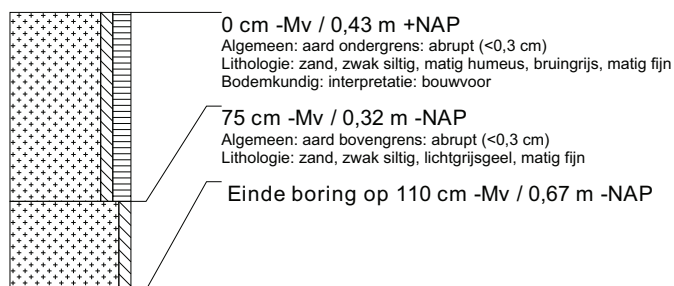 0 cm -Mv / 0,43 m +NAP
Algemeen: aard ondergrens: abrupt (<0,3 cm)
Lithologie: zand, zwak siltig, matig humeus, bruingrijs, matig fijn
Bodemkundig: interpretatie: bouwvoor
75 cm -Mv / 0,32 m -NAP
Algemeen: aard bovengrens: abrupt (<0,3 cm)
Lithologie: zand, zwak siltig, lichtgrijsgeel, matig fijn
Einde boring op 110 cm -Mv / 0,67 m -NAP